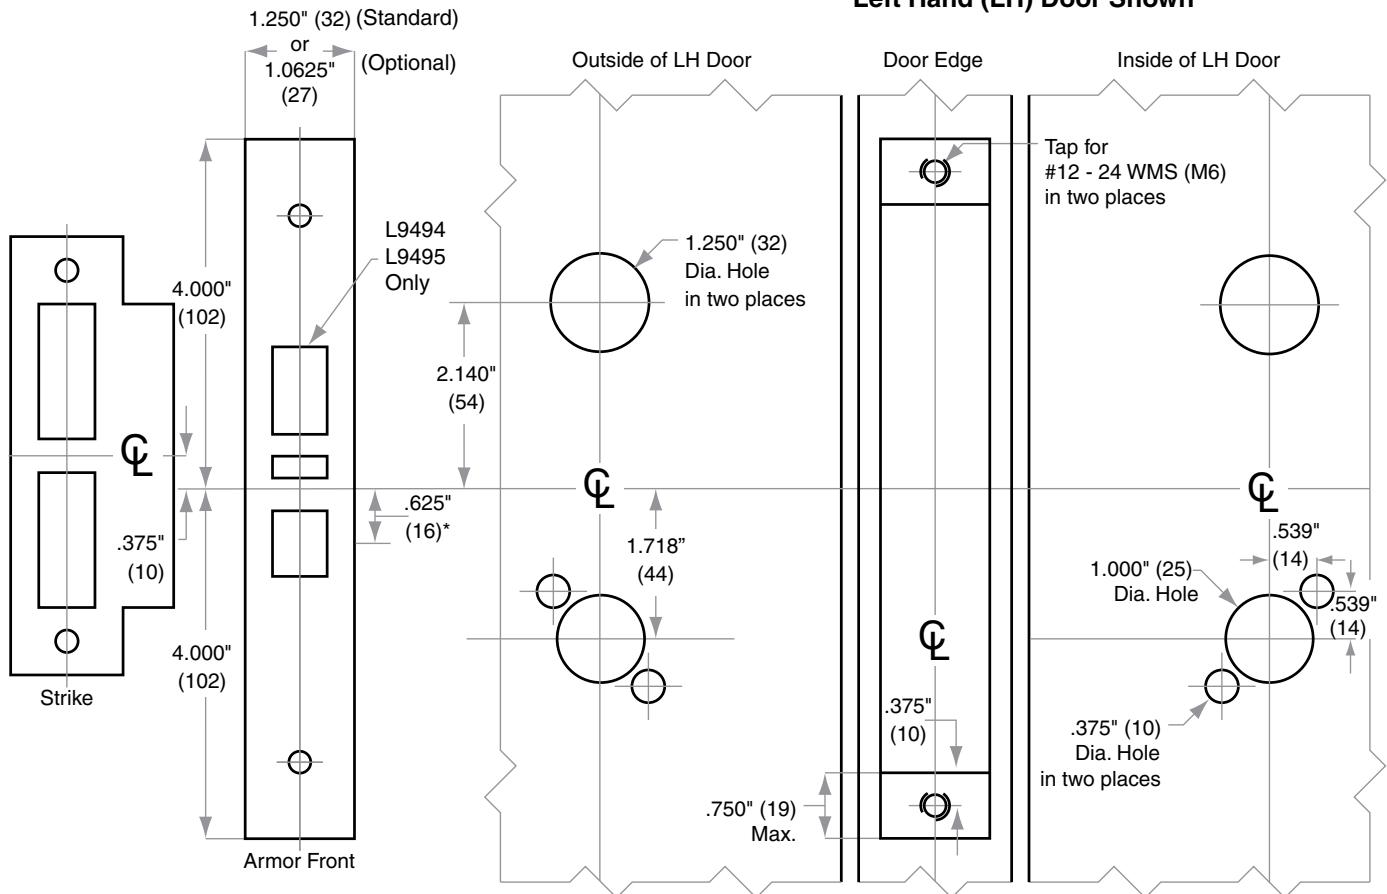 Left Hand (LH) Door Shown
1.250" (32) (Standard)
or
1.0625"
(27)
(Optional)
Outside of LH Door
Door Edge
Inside of LH Door
Tap for
#12 - 24 WMS (M6)
in two places
L9494
L9495
Only
1.250" (32)
Dia. Hole
in two places
4.000"
(102)
2.140"
(54)
CL
CL
CL
.625"
(16)*
.375"
(10)
1.718”
(44)
.539"
(14)
1.000" (25)
Dia. Hole
.539"
(14)
CL
4.000"
(102)
Strike
.375"
(10)
.375" (10)
Dia. Hole
in two places
.750" (19)
Max.
Armor Front